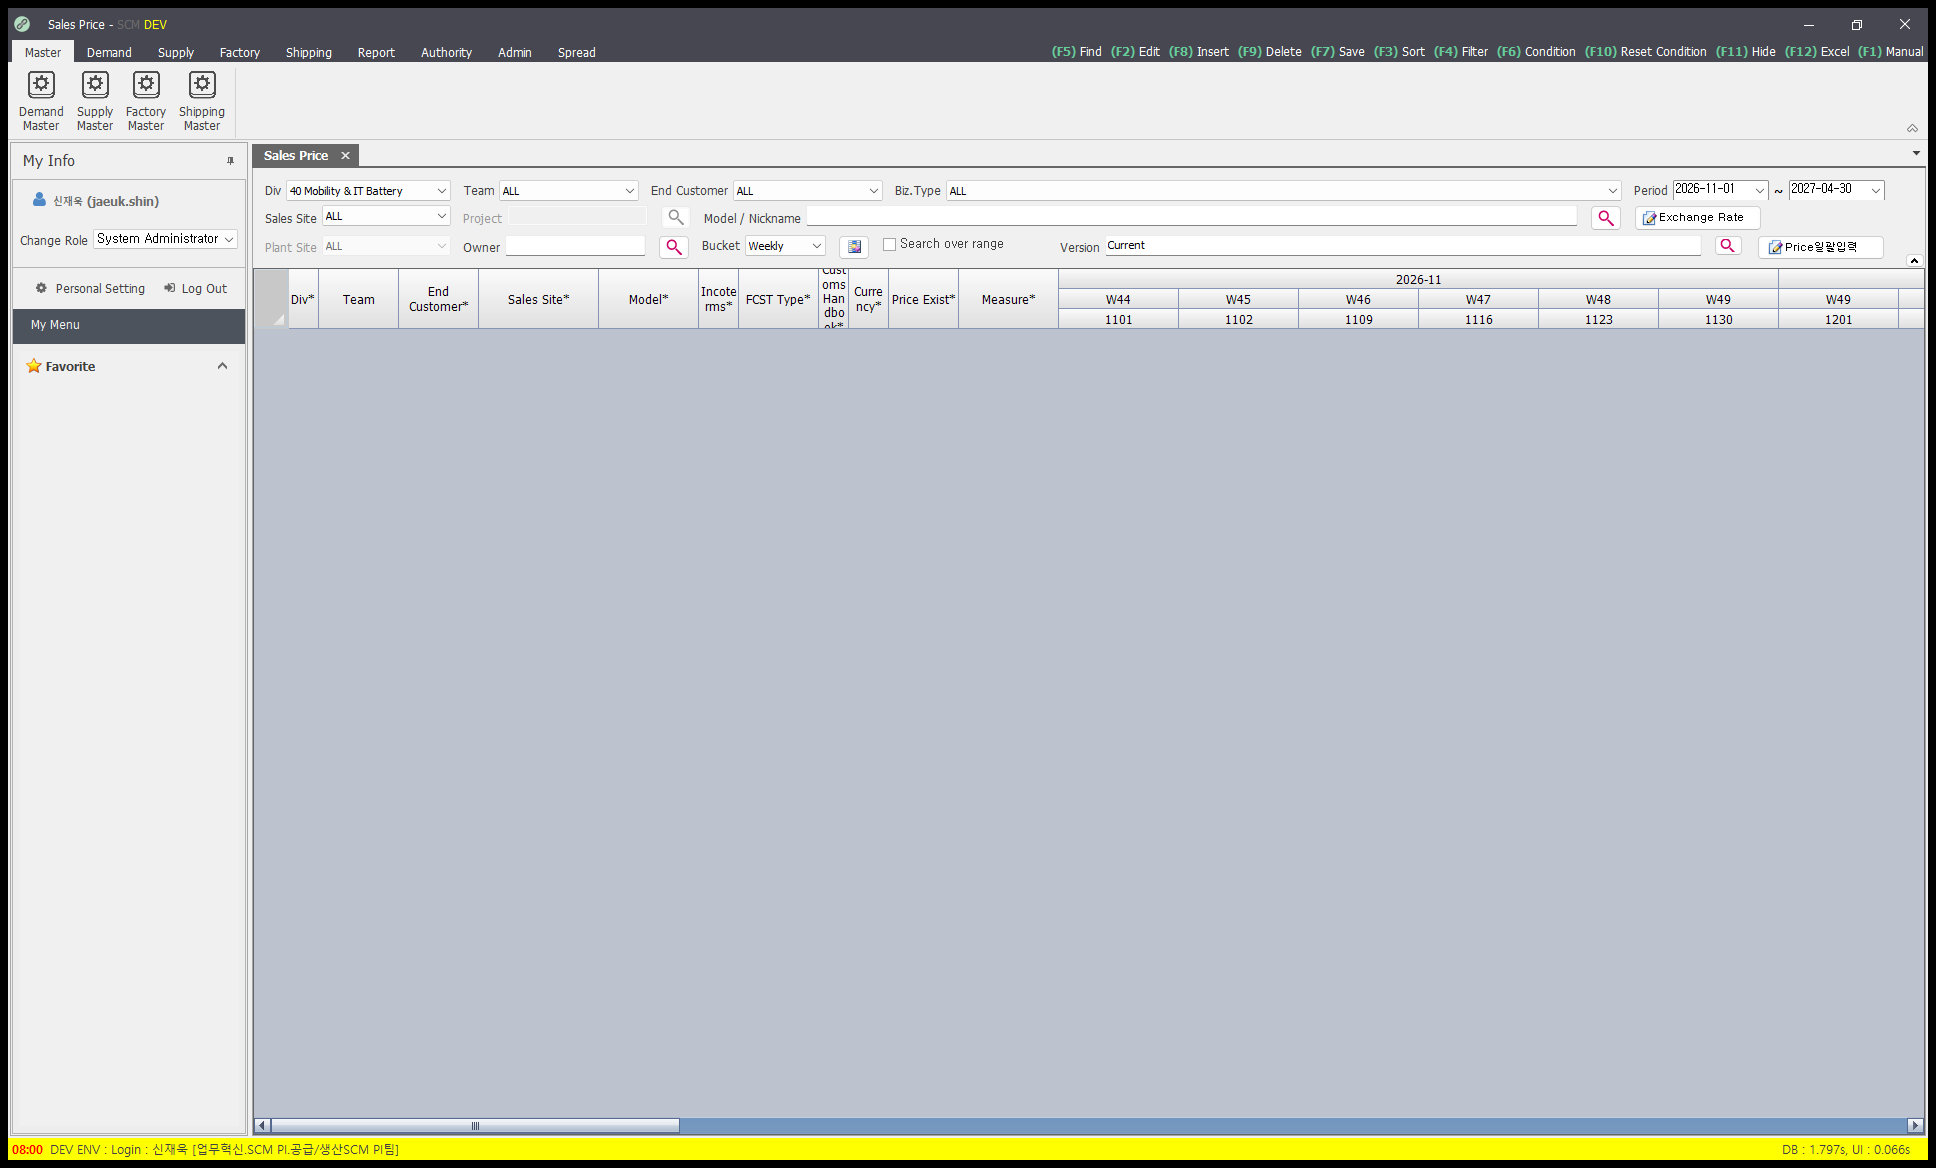 Sales Price - SCM DEV
Master Demand Supply Factory Shipping Report Authority Admin Spread
(F5) Find (F2) Edit (F8) Insert (F9) Delete (F7) Save (F3) Sort (F4) Filter (F6) Condition (F10) Reset Condition (F11) Hide (F12) Excel (F1) Manual
Demand Master
Supply Master
Factory Master
Shipping Master
My Info
신재욱 (jaeuk.shin)
Change Role System Administrator
Personal Setting Log Out
My Menu
Favorite
Sales Price
Div 40 Mobility & IT Battery Team ALL End Customer ALL Biz.Type ALL Period 2026-11-01 ~ 2027-04-30
Sales Site ALL Project Model / Nickname Exchange Rate
Plant Site ALL Owner Bucket Weekly Search over range Version Current Price일괄입력
Div* Team End Customer* Sales Site* Model* Incoterms* FCST Type* Customs Handbook* Currency* Price Exist* Measure*
2026-11
W44 W45 W46 W47 W48 W49 W49
1101 1102 1109 1116 1123 1130 1201
08:00 DEV ENV : Login : 신재욱 [업무혁신.SCM PI.공급/생산SCM PI팀]
DB : 1.797s, UI : 0.066s